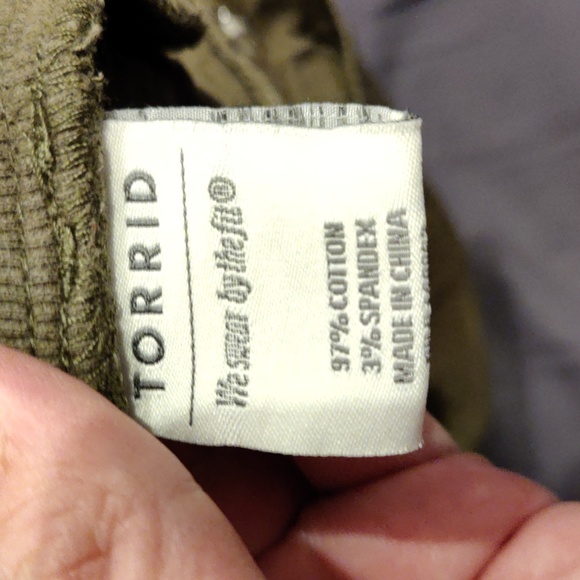 TORRID
We swear by the fit®
97% COTTON
3% SPANDEX
MADE IN CHINA